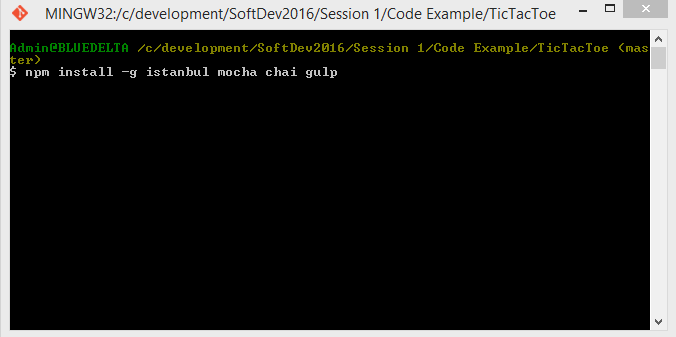 MINGW32:/c/development/SoftDev2016/Session 1/Code Example/TicTacToe
Admin@BLUEDELTA /c/development/SoftDev2016/Session 1/Code Example/TicTacToe (mas
ter)
$ npm install -g istanbul mocha chai gulp